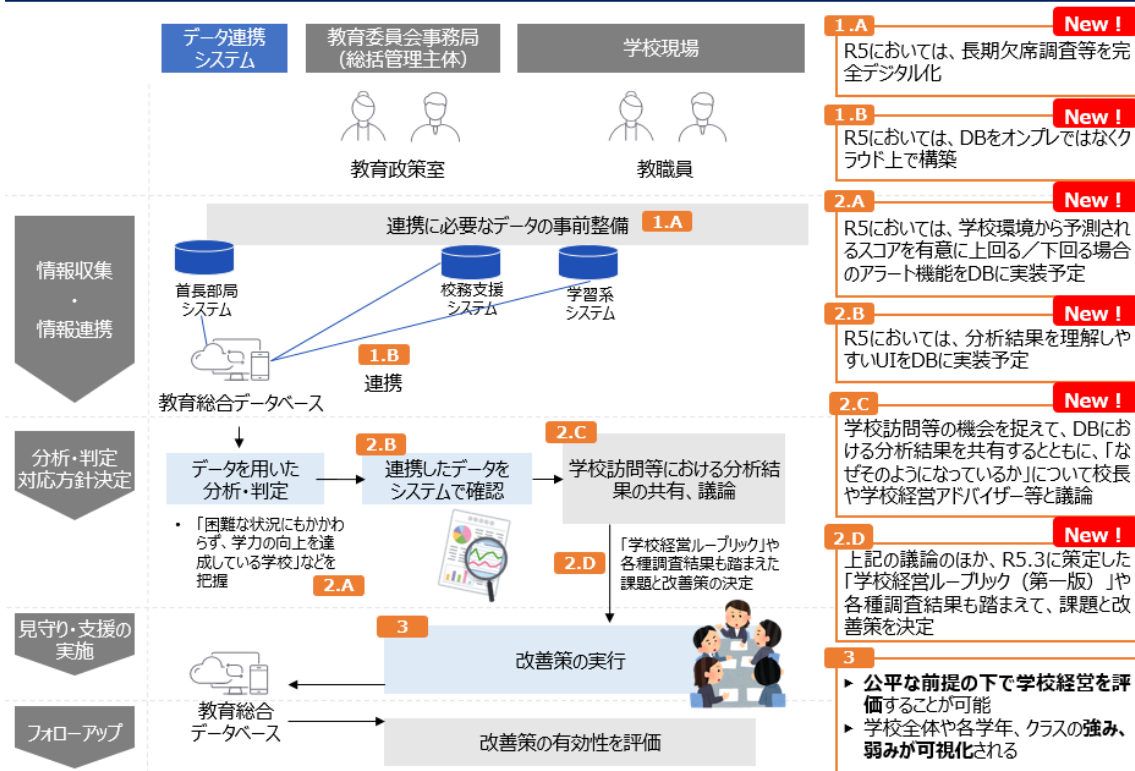 データ連携
システム
教育委員会事務局
(総括管理主体)
学校現場
教育政策室
教職員
情報収集
・
情報連携
連携に必要なデータの事前整備
1.A
首長部局
システム
校務支援
システム
学習系
システム
1.B
連携
教育総合データベース
分析・判定
対応方針決定
データを用いた
分析・判定
2.B
連携したデータを
システムで確認
2.C
学校訪問等における分析結
果の共有、議論
• 「困難な状況にもかかわ
らず、学力の向上を達
成している学校」などを
把握
2.A
2.D
「学校経営ルーブリック」や
各種調査結果も踏まえた
課題と改善策の決定
見守り・支援の
実施
3
改善策の実行
教育総合
データベース
フォローアップ
改善策の有効性を評価
1.A
New！
R5においては、長期欠席調査等を完
全デジタル化
1.B
New！
R5においては、DBをオンプレではなくク
ラウド上で構築
2.A
New！
R5においては、学校環境から予測され
るスコアを有意に上回る／下回る場合
のアラート機能をDBに実装予定
2.B
New！
R5においては、分析結果を理解しや
すいUIをDBに実装予定
2.C
New！
学校訪問等の機会を捉えて、DBにお
ける分析結果を共有するとともに、「な
ぜそのようになっているか」について校長
や学校経営アドバイザー等と議論
2.D
New！
上記の議論のほか、R5.3に策定した
「学校経営ルーブリック（第一版）」や
各種調査結果も踏まえて、課題と改
善策を決定
3
► 公平な前提の下で学校経営を評
価することが可能
► 学校全体や各学年、クラスの強み、
弱みが可視化される